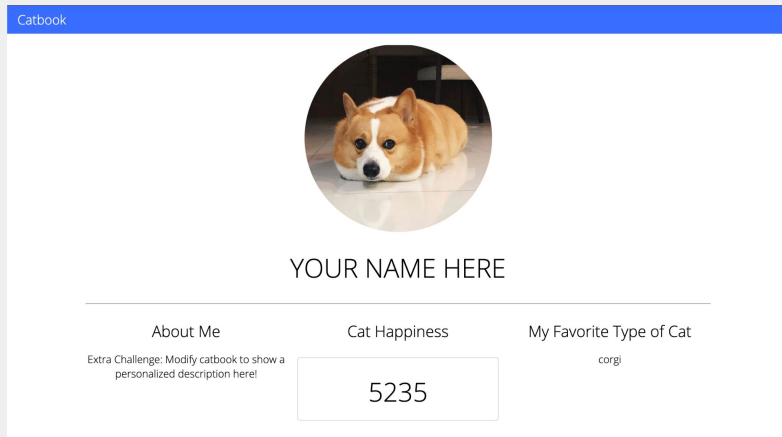 Catbook
YOUR NAME HERE
About Me
Extra Challenge: Modify catbook to show a
personalized description here!
Cat Happiness
5235
My Favorite Type of Cat
corgi